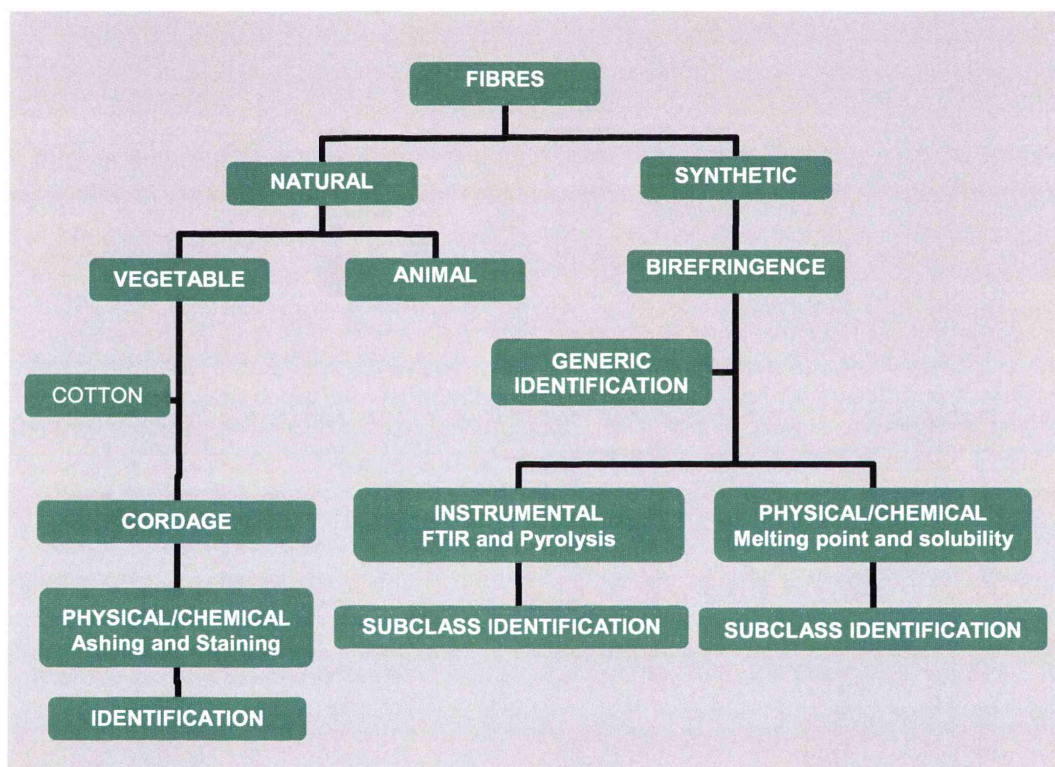 FIBRES
NATURAL
SYNTHETIC
VEGETABLE
ANIMAL
BIREFRINGENCE
GENERIC
IDENTIFICATION
COTTON
CORDAGE
INSTRUMENTAL
FTIR and Pyrolysis
PHYSICAL/CHEMICAL
Melting point and solubility
PHYSICAL/CHEMICAL
Ashing and Staining
SUBCLASS IDENTIFICATION
SUBCLASS IDENTIFICATION
IDENTIFICATION